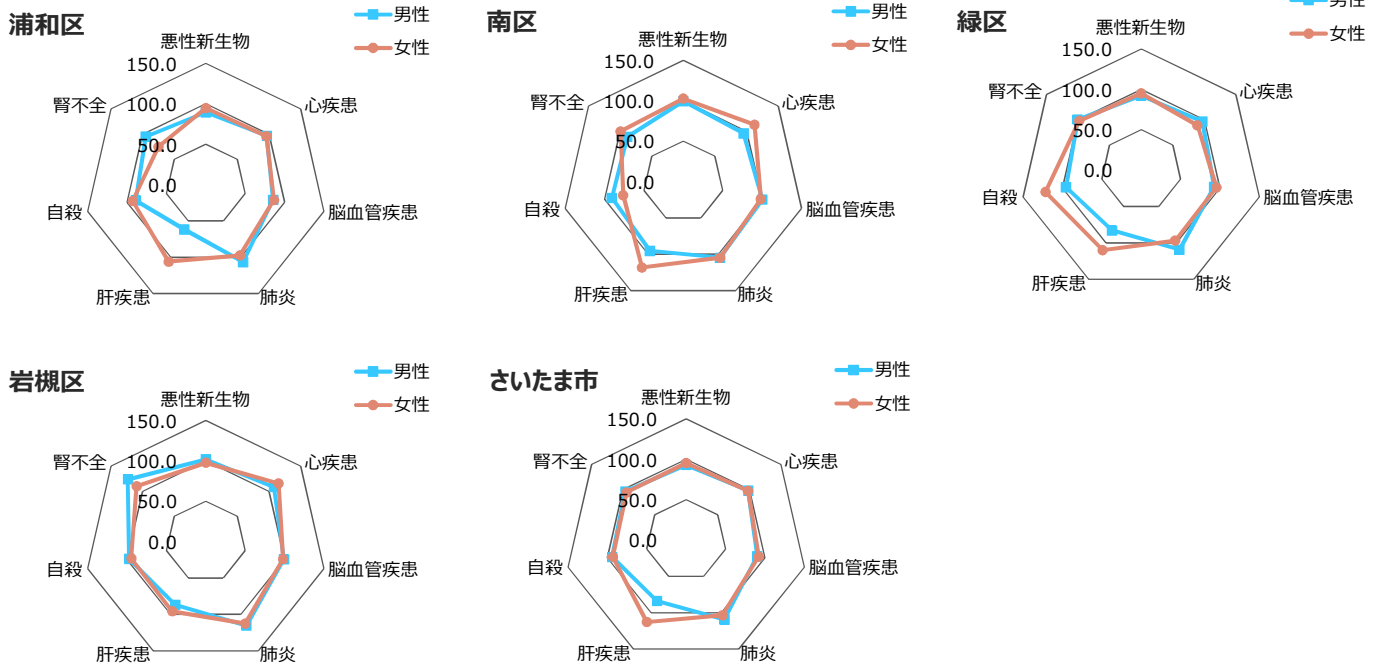 浦和区
男性
女性
悪性新生物
心疾患
脳血管疾患
肺炎
肝疾患
自殺
腎不全
150.0
100.0
50.0
0.0
南区
男性
女性
悪性新生物
心疾患
脳血管疾患
肺炎
肝疾患
自殺
腎不全
150.0
100.0
50.0
0.0
緑区
男性
女性
悪性新生物
心疾患
脳血管疾患
肺炎
肝疾患
自殺
腎不全
150.0
100.0
50.0
0.0
岩槻区
男性
女性
悪性新生物
心疾患
脳血管疾患
肺炎
肝疾患
自殺
腎不全
150.0
100.0
50.0
0.0
さいたま市
男性
女性
悪性新生物
心疾患
脳血管疾患
肺炎
肝疾患
自殺
腎不全
150.0
100.0
50.0
0.0